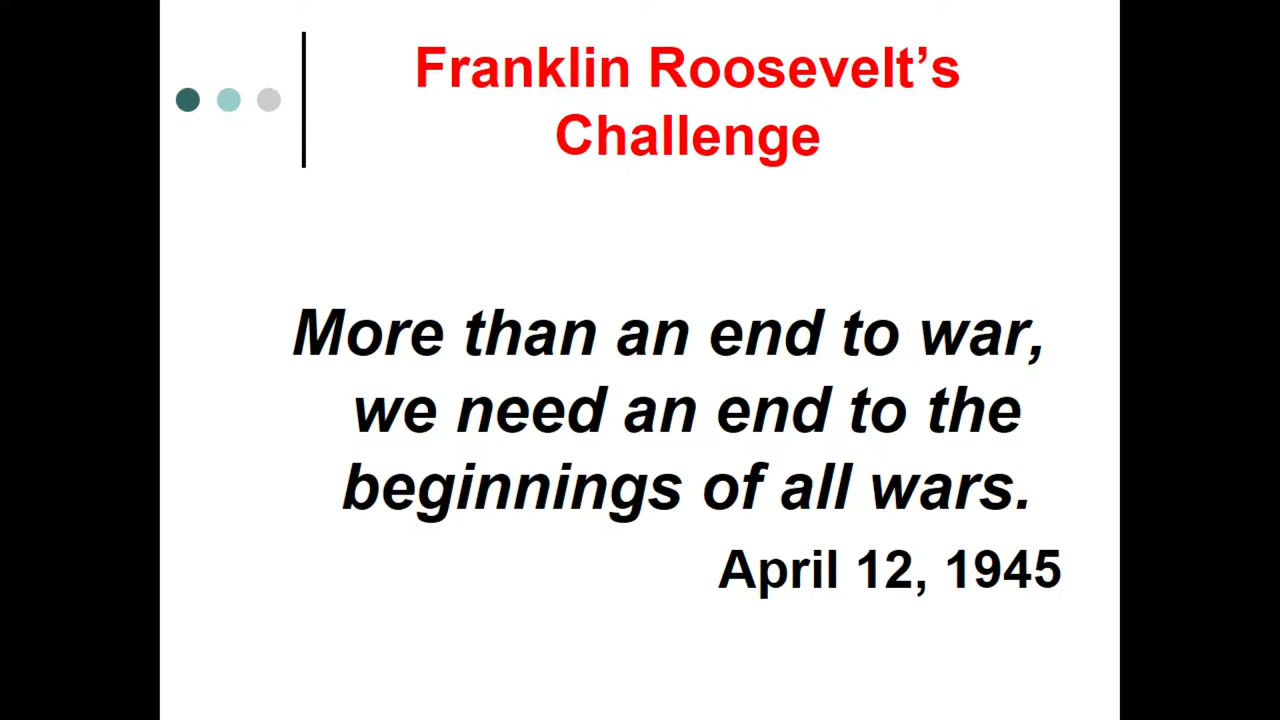 Franklin Roosevelt’s
Challenge
More than an end to war,
we need an end to the
beginnings of all wars.
April 12, 1945